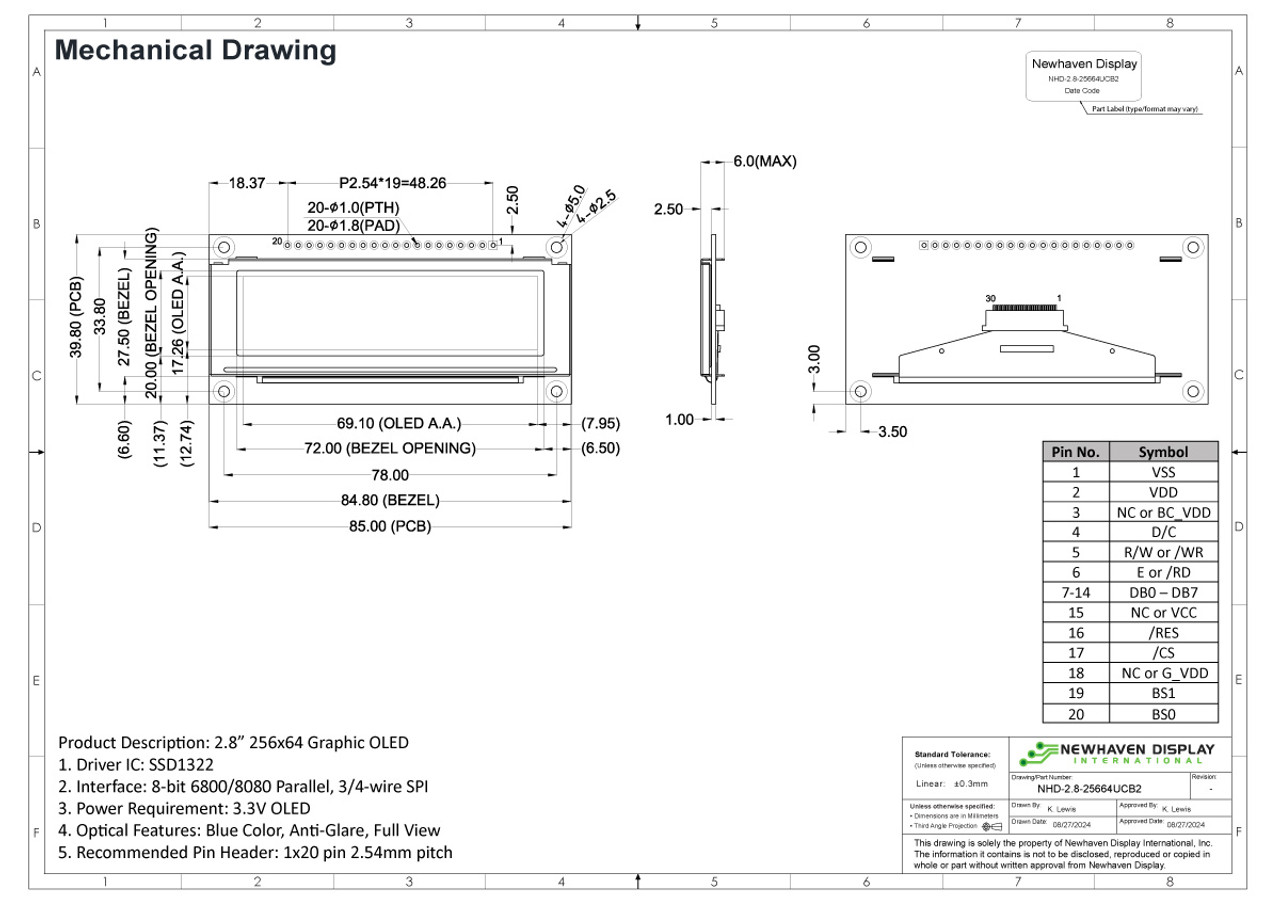 1 2 3 4 5 6 7 8
Mechanical Drawing
A
A
Newhaven Display
NHD-2.8-25664UCB2
Date Code
Part Label (type/format may vary)
B
B
18.37
P2.54*19=48.26
20-ø1.0(PTH)
20-ø1.8(PAD)
2.50
4-ø5.0
4-ø2.5
20
1
39.80 (PCB)
33.80
27.50 (BEZEL)
20.00 (BEZEL OPENING)
17.26 (OLED A.A.)
(6.60)
(11.37)
(12.74)
69.10 (OLED A.A.)
(7.95)
72.00 (BEZEL OPENING)
(6.50)
78.00
84.80 (BEZEL)
85.00 (PCB)
6.0(MAX)
2.50
1.00
30
1
3.00
3.50
C
C
Pin No. Symbol
1 VSS
2 VDD
3 NC or BC_VDD
4 D/C
5 R/W or /WR
6 E or /RD
7-14 DB0 – DB7
15 NC or VCC
16 /RES
17 /CS
18 NC or G_VDD
19 BS1
20 BS0
D
D
E
E
Product Description: 2.8” 256x64 Graphic OLED
1. Driver IC: SSD1322
2. Interface: 8-bit 6800/8080 Parallel, 3/4-wire SPI
3. Power Requirement: 3.3V OLED
4. Optical Features: Blue Color, Anti-Glare, Full View
5. Recommended Pin Header: 1x20 pin 2.54mm pitch
F
F
Standard Tolerance:
(Unless otherwise specified)
Linear: ±0.3mm
NEWHAVEN DISPLAY
INTERNATIONAL
Drawing/Part Number:
NHD-2.8-25664UCB2
Revision:
-
Unless otherwise specified:
• Dimensions are in Millimeters
• Third Angle Projection
Drawn By: K. Lewis
Approved By: K. Lewis
Drawn Date: 08/27/2024
Approved Date: 08/27/2024
This drawing is solely the property of Newhaven Display International, Inc.
The information it contains is not to be disclosed, reproduced or copied in
whole or part without written approval from Newhaven Display.
1 2 3 4 5 6 7 8